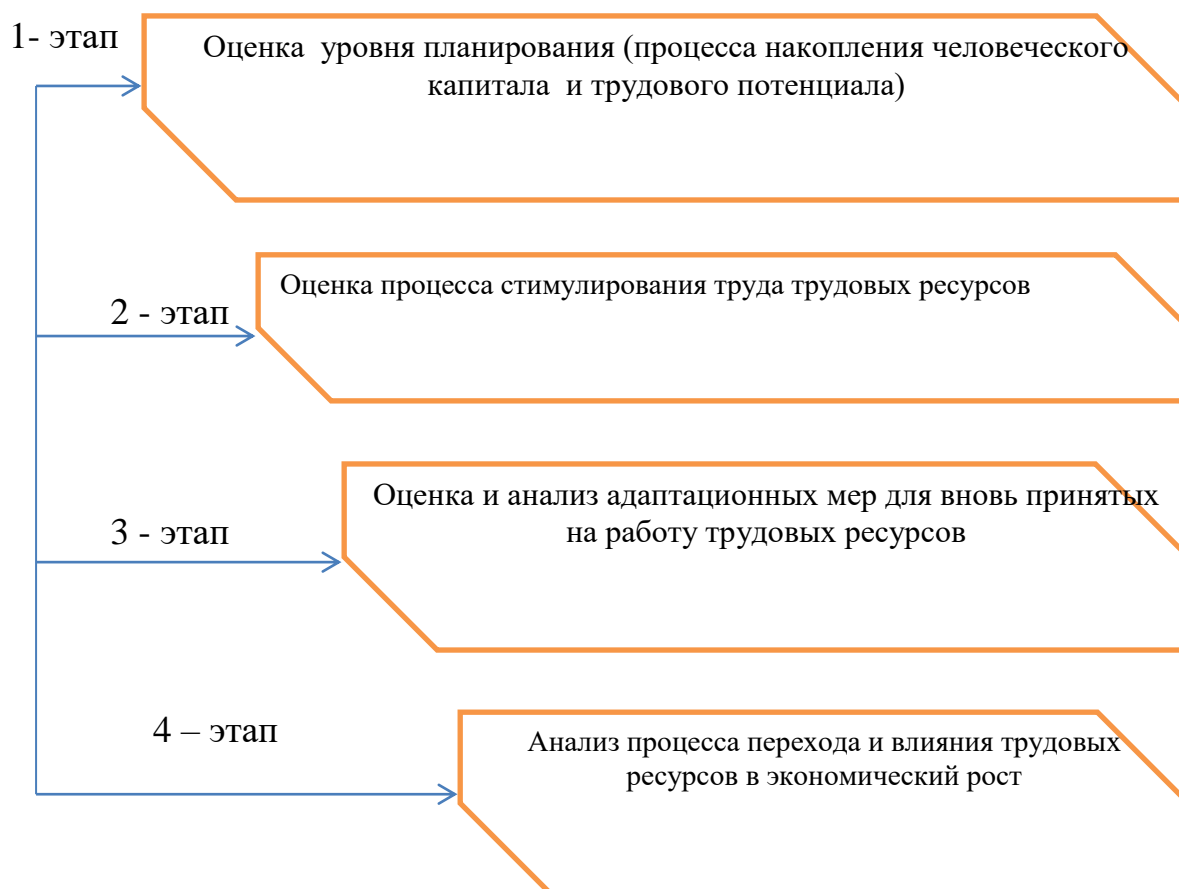 1- этап
Оценка  уровня планирования (процесса накопления человеческого
капитала  и трудового потенциала)
2 - этап
Оценка процесса стимулирования труда трудовых ресурсов
3 - этап
Оценка и анализ адаптационных мер для вновь принятых
на работу трудовых ресурсов
4 – этап
Анализ процесса перехода и влияния трудовых
ресурсов в экономический рост